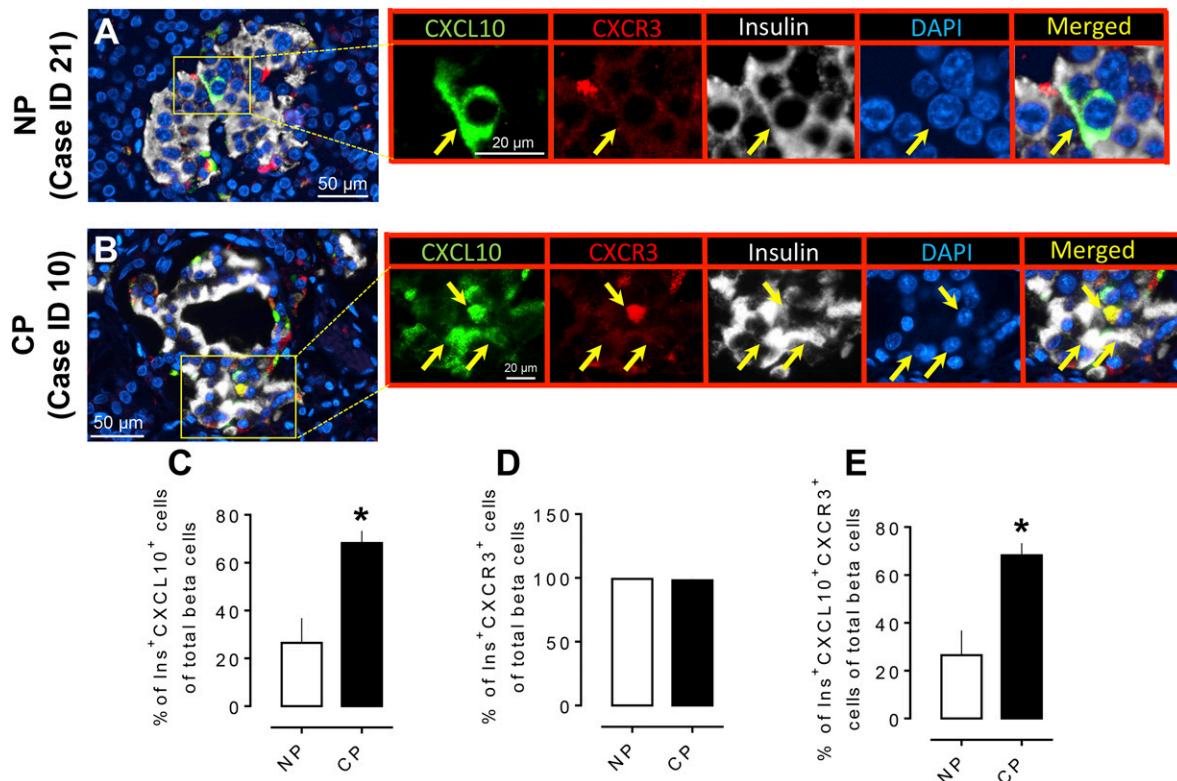 NP
(Case ID 21)
A
50 µm
CXCL10
CXCR3
Insulin
DAPI
Merged
20 µm
CP
(Case ID 10)
B
50 µm
CXCL10
CXCR3
Insulin
DAPI
Merged
20 µm
C
% of Ins⁺CXCL10⁺ cells
of total beta cells
80
60
40
20
0
*
NP
CP
D
% of Ins⁺CXCR3⁺ cells
of total beta cells
150
100
50
0
NP
CP
E
% of Ins⁺CXCL10⁺CXCR3⁺
cells of total beta cells
80
60
40
20
0
*
NP
CP